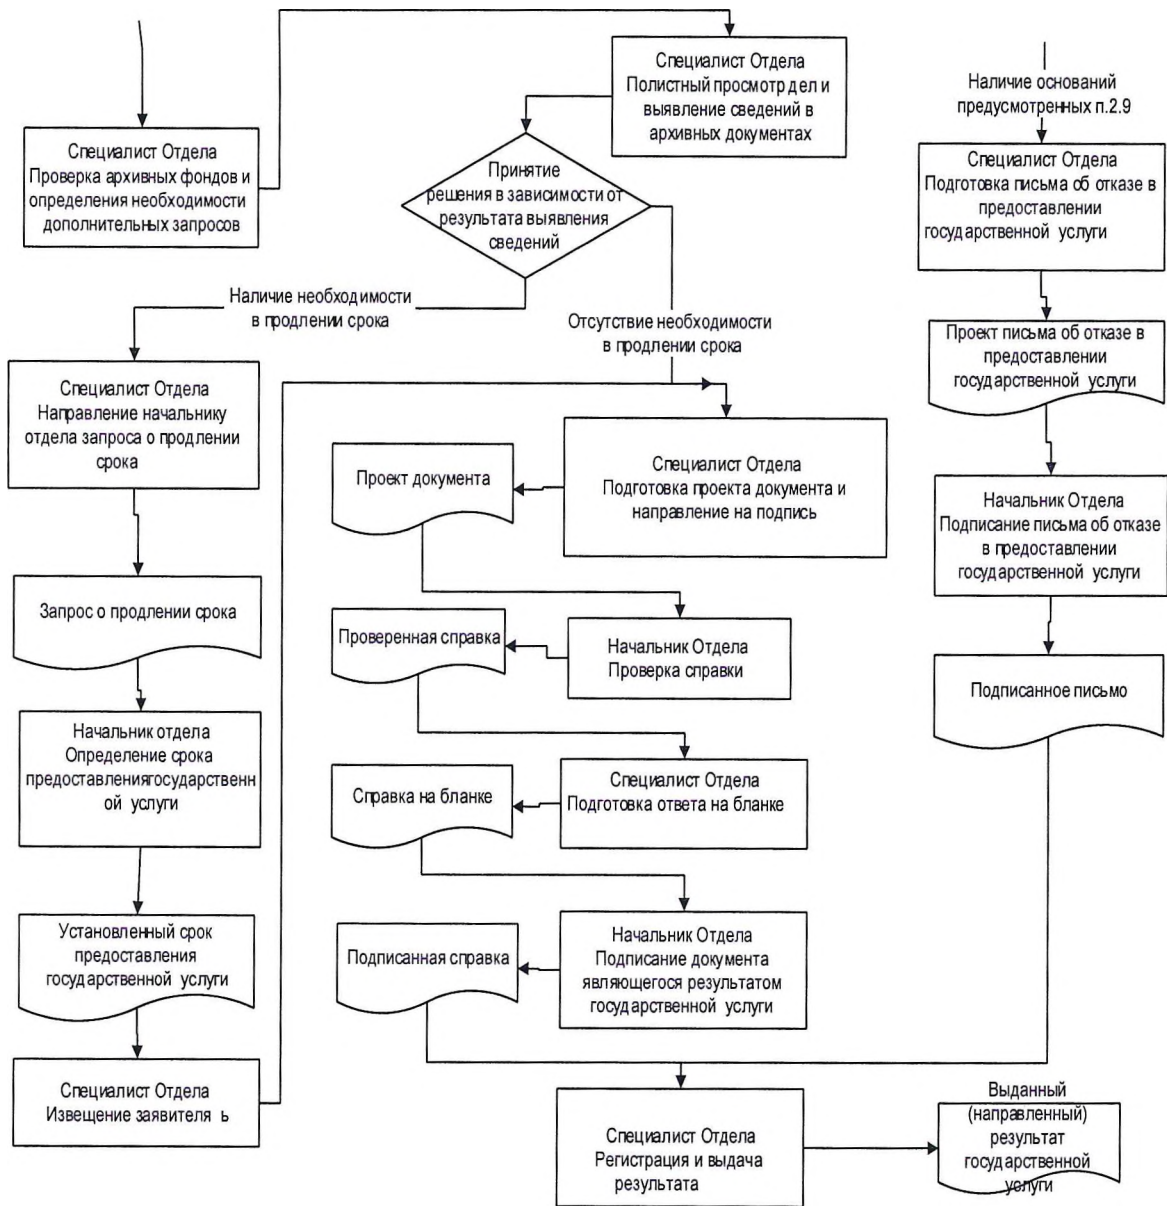 Специалист Отдела
Проверка архивных фондов и
определения необходимости
дополнительных запросов
Специалист Отдела
Полистный просмотр дел и
выявление сведений в
архивных документах
Принятие
решения в зависимости от
результата выявления
сведений
Наличие необходимости
в продлении срока
Отсутствие необходимости
в продлении срока
Специалист Отдела
Направление начальнику
отдела запроса о продлении
срока
Запрос о продлении срока
Начальник отдела
Определение срока
предоставлениягосударственн
ой услуги
Установленный срок
предоставления
государственной услуги
Специалист Отдела
Извещение заявителя ь
Специалист Отдела
Подготовка проекта документа и
направление на подпись
Проект документа
Начальник Отдела
Проверка справки
Проверенная справка
Специалист Отдела
Подготовка ответа на бланке
Справка на бланке
Начальник Отдела
Подписание документа
являющегося результатом
государственной услуги
Подписанная справка
Наличие оснований
предусмотренных п.2.9
Специалист Отдела
Подготовка письма об отказе в
предоставлении
государственной услуги
Проект письма об отказе в
предоставлении
государственной услуги
Начальник Отдела
Подписание письма об отказе
в предоставлении
государственной услуги
Подписанное письмо
Специалист Отдела
Регистрация и выдача
результата
Выданный
(направленный)
результат
государственной
услуги